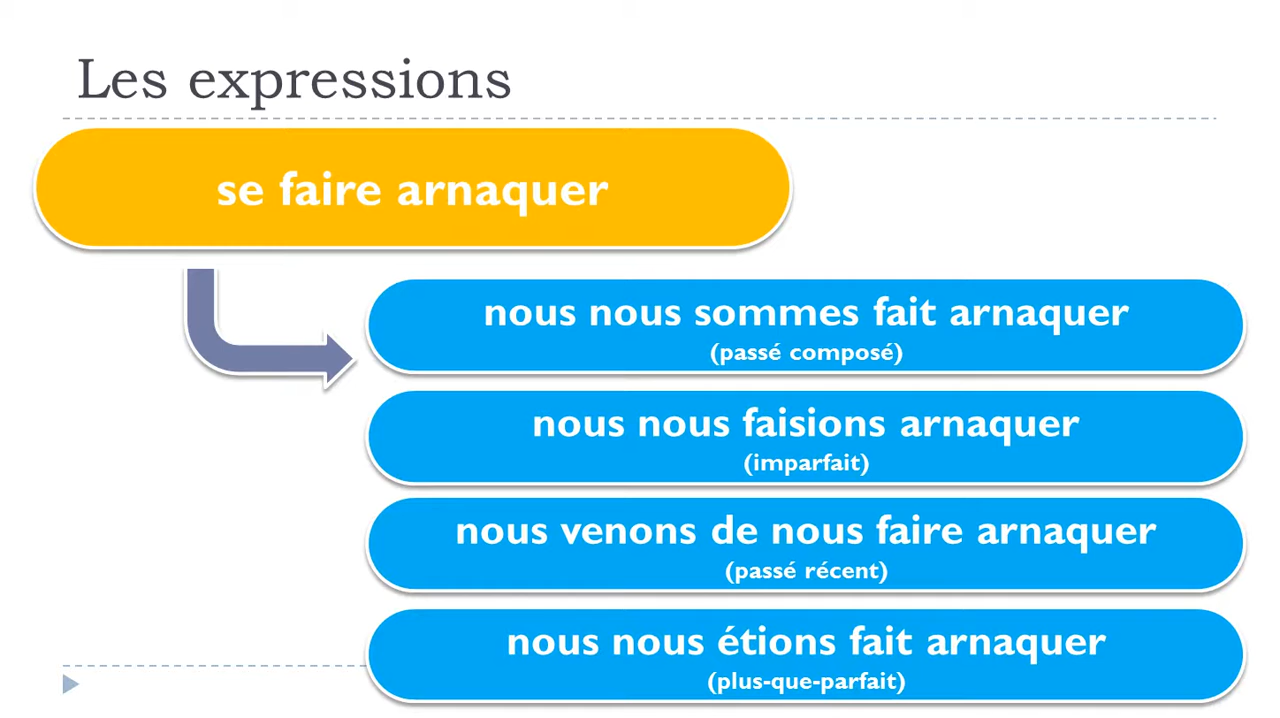 Les expressions
se faire arnaquer
nous nous sommes fait arnaquer
(passé composé)
nous nous faisions arnaquer
(imparfait)
nous venons de nous faire arnaquer
(passé récent)
nous nous étions fait arnaquer
(plus-que-parfait)